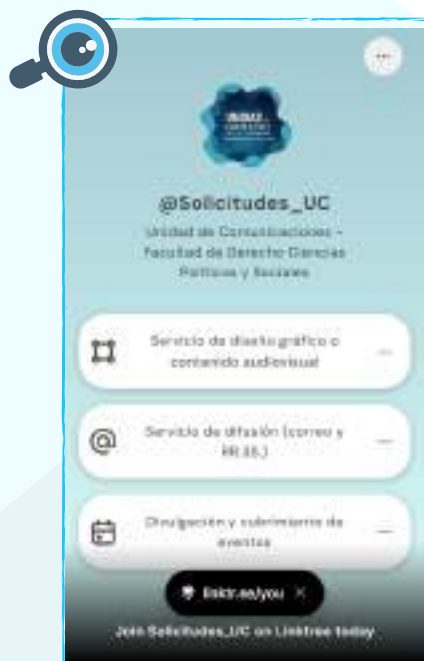 @Solicitudes_UC
Unidad de Comunicaciones -
Facultad de Derecho Ciencias
Políticas y Sociales
Servicio de diseño gráfico o
contenido audiovisual
Servicio de difusión (correo y
RR.SS.)
Divulgación y cubrimiento de
eventos
linktr.ee/you
Join Solicitudes_UC on Linktree today